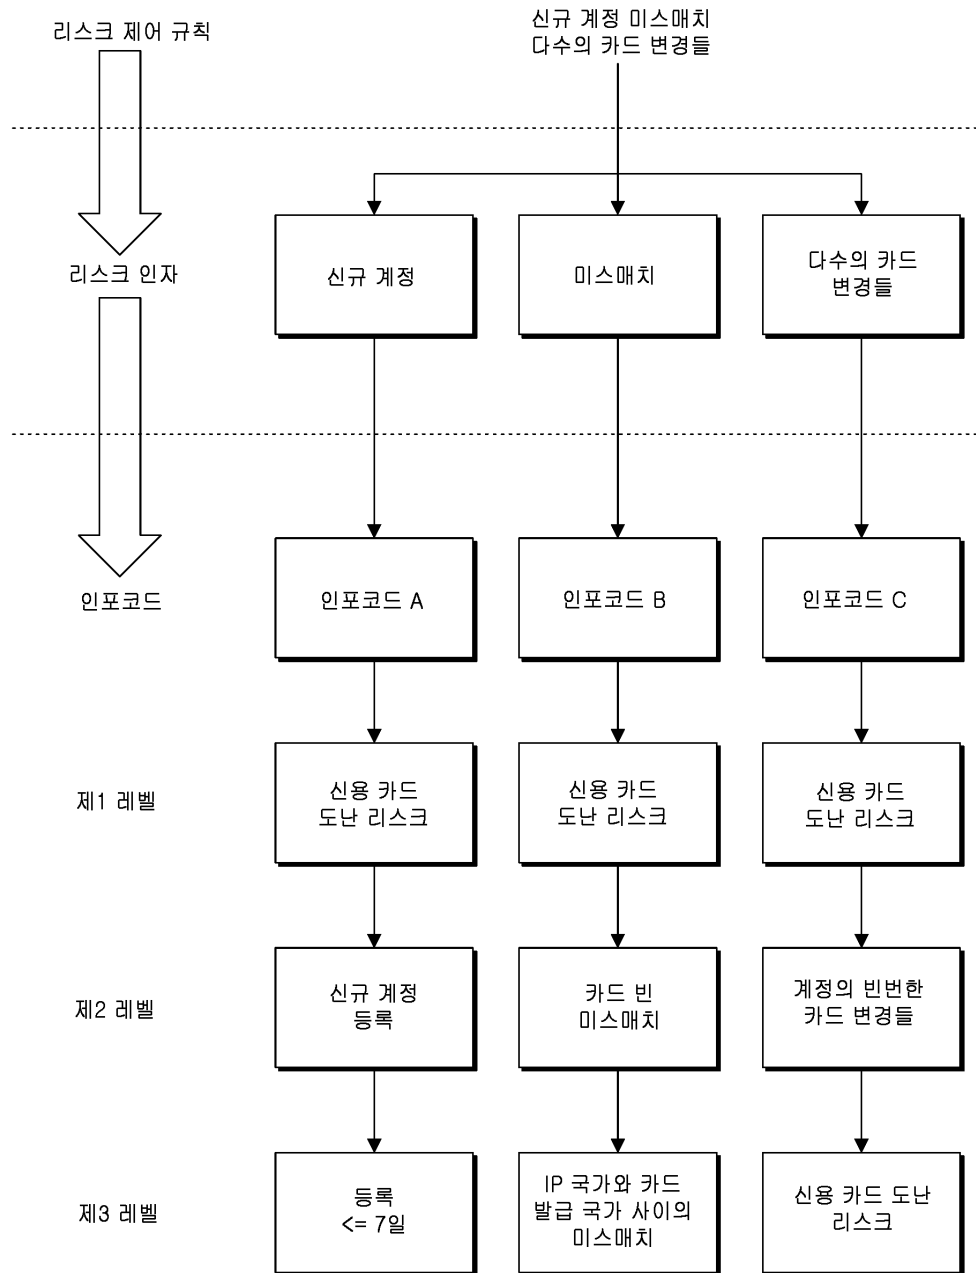 리스크 제어 규칙
신규 계정 미스매치
다수의 카드 변경들
리스크 인자
신규 계정
미스매치
다수의 카드
변경들
인포코드
인포코드 A
인포코드 B
인포코드 C
제1 레벨
신용 카드
도난 리스크
신용 카드
도난 리스크
신용 카드
도난 리스크
제2 레벨
신규 계정
등록
카드 빈
미스매치
계정의 빈번한
카드 변경들
제3 레벨
등록
<= 7일
IP 국가와 카드
발급 국가 사이의
미스매치
신용 카드 도난
리스크